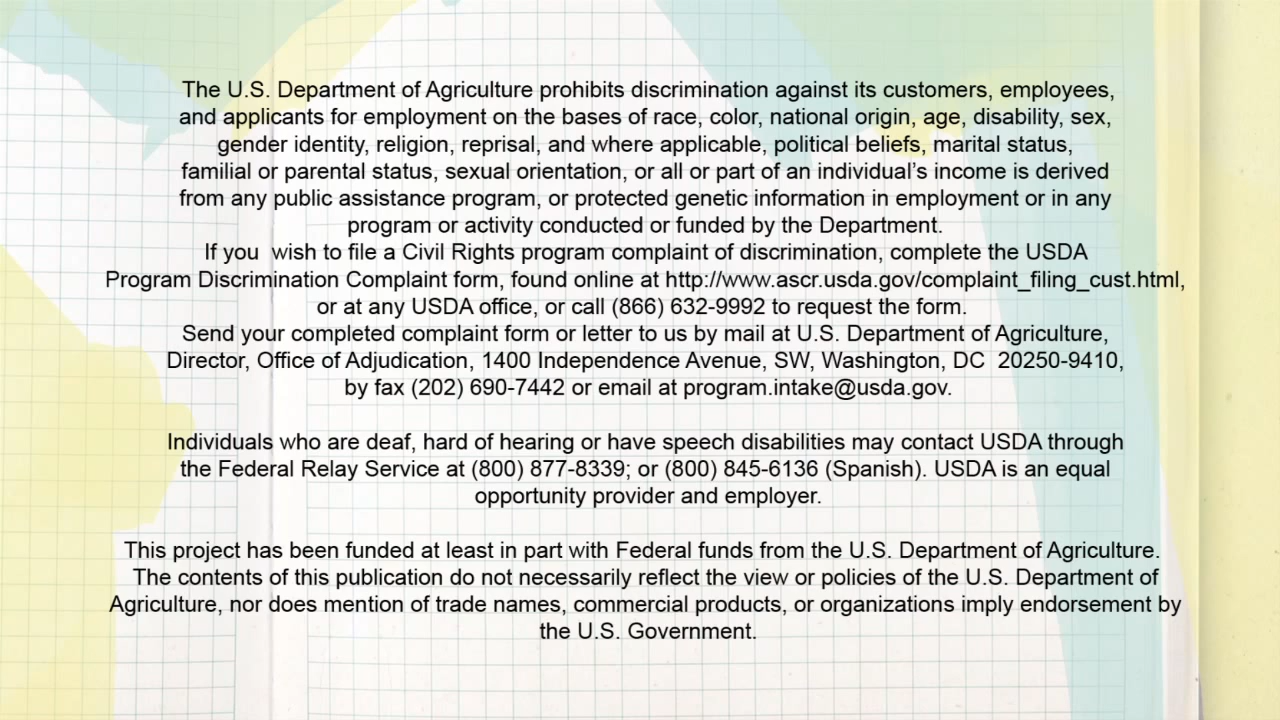 The U.S. Department of Agriculture prohibits discrimination against its customers, employees,
and applicants for employment on the bases of race, color, national origin, age, disability, sex,
gender identity, religion, reprisal, and where applicable, political beliefs, marital status,
familial or parental status, sexual orientation, or all or part of an individual’s income is derived
from any public assistance program, or protected genetic information in employment or in any
program or activity conducted or funded by the Department.
If you  wish to file a Civil Rights program complaint of discrimination, complete the USDA
Program Discrimination Complaint form, found online at http://www.ascr.usda.gov/complaint_filing_cust.html,
or at any USDA office, or call (866) 632-9992 to request the form.
Send your completed complaint form or letter to us by mail at U.S. Department of Agriculture,
Director, Office of Adjudication, 1400 Independence Avenue, SW, Washington, DC  20250-9410,
by fax (202) 690-7442 or email at program.intake@usda.gov.
Individuals who are deaf, hard of hearing or have speech disabilities may contact USDA through
the Federal Relay Service at (800) 877-8339; or (800) 845-6136 (Spanish). USDA is an equal
opportunity provider and employer.
This project has been funded at least in part with Federal funds from the U.S. Department of Agriculture.
The contents of this publication do not necessarily reflect the view or policies of the U.S. Department of
Agriculture, nor does mention of trade names, commercial products, or organizations imply endorsement by
the U.S. Government.